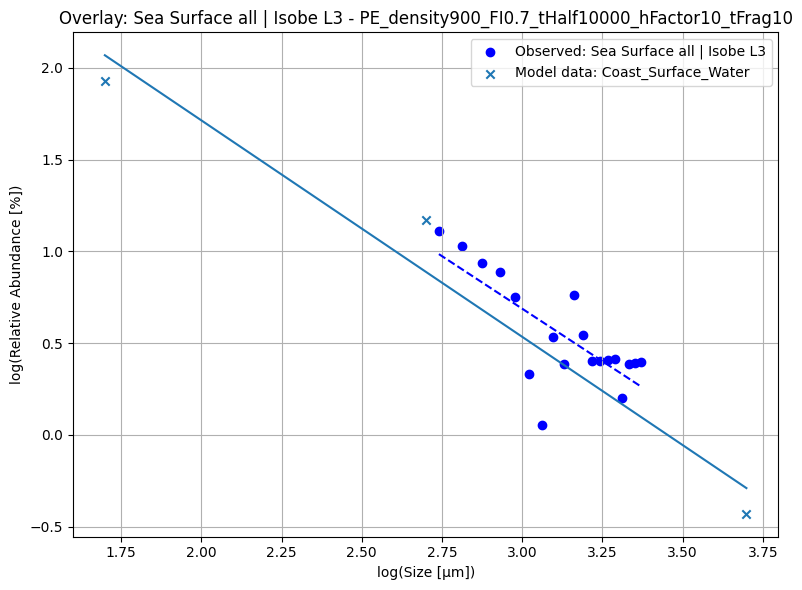 Overlay: Sea Surface all | Isobe L3 - PE_density900_FI0.7_tHalf10000_hFactor10_tFrag10
Observed: Sea Surface all | Isobe L3
Model data: Coast_Surface_Water
log(Relative Abundance [%])
2.0
1.5
1.0
0.5
0.0
−0.5
1.75 2.00 2.25 2.50 2.75 3.00 3.25 3.50 3.75
log(Size [μm])